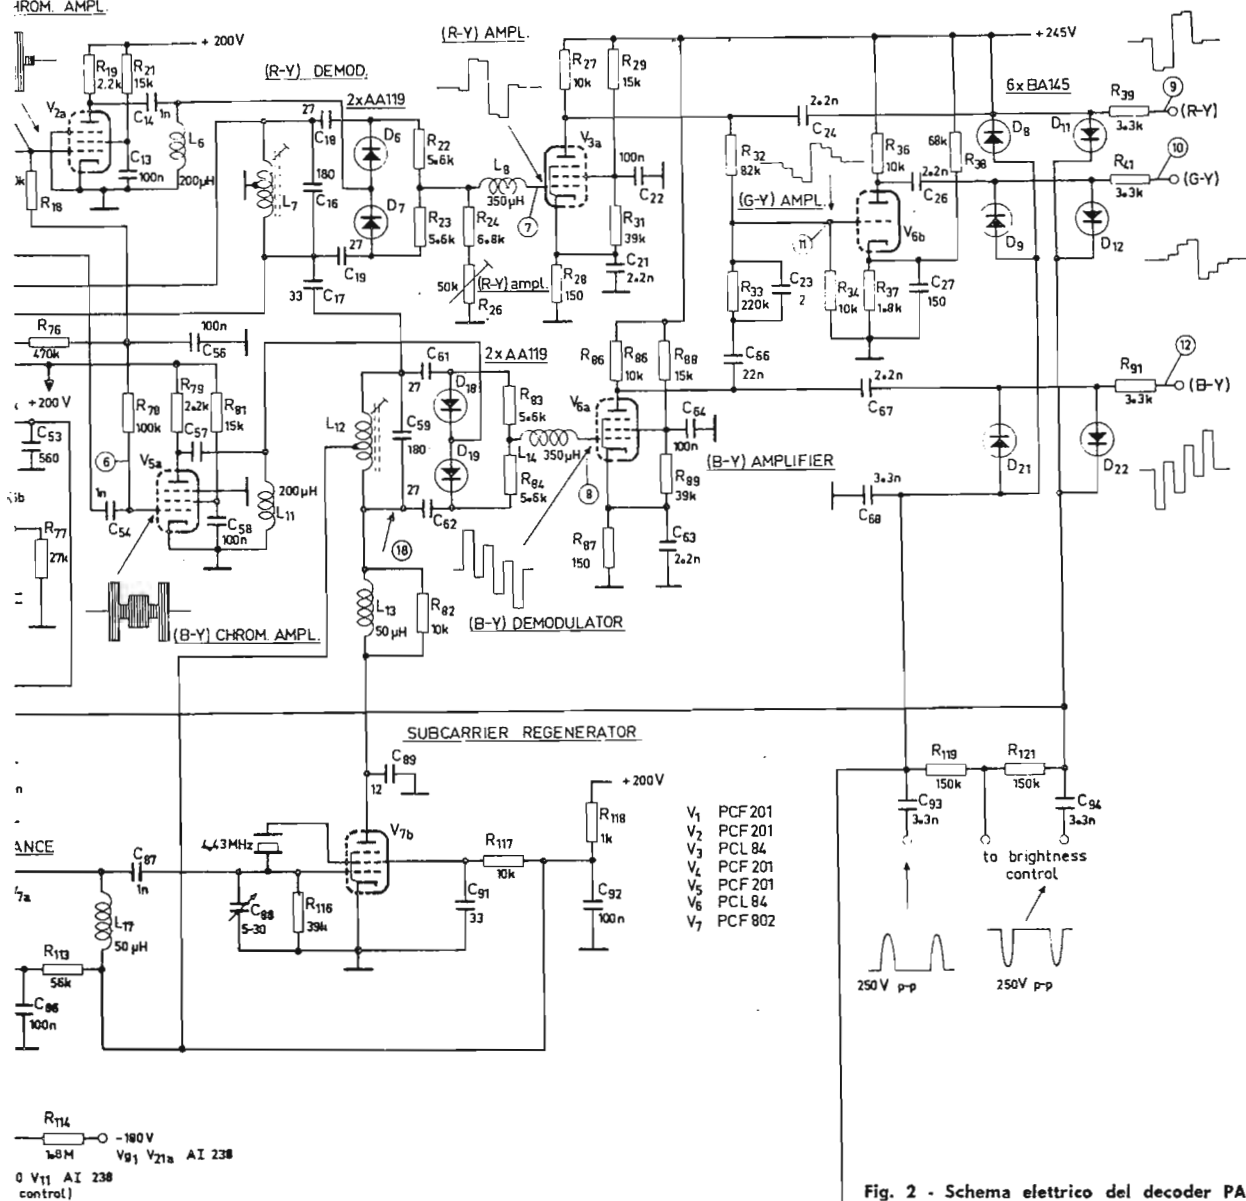 HROM. AMPL.
+ 200V
R19
2.2k
R21
15k
V2a
C14
1n
L6
200µH
C13
100n
R18
(R-Y) DEMOD.
2xAA119
27
C18
D6
R22
5.6k
180
C16
L7
D7
R23
5.6k
27
C19
33
C17
R24
6.8k
50k
R26
(R-Y) AMPL.
L8
350µH
7
(R-Y) ampl.
R27
10k
R29
15k
V3a
100n
C22
R31
39k
C21
2.2n
R28
150
2.2n
C24
R32
82k
(G-Y) AMPL.
11
R33
220k
C23
2
R34
10k
C66
22n
R36
10k
68k
R38
2.2n
C26
V6b
R37
1.8k
C27
150
+245V
6xBA145
D8
D11
D9
D12
R39
3.3k
9
(R-Y)
R41
3.3k
10
(G-Y)
R76
470k
100n
C56
+200 V
R78
100k
R79
2.2k
R81
15k
C57
C53
560
6
V5a
1n
C54
C58
100n
200µH
L11
R77
27k
(B-Y) CHROM. AMPL.
C61
27
2xAA119
D18
L12
C59
180
D19
R83
5.6k
L14
350µH
R84
5.6k
27
C62
18
L13
50µH
R82
10k
(B-Y) DEMODULATOR
8
R86
R86
10k
R88
15k
V6a
C64
100n
R89
39k
R87
150
C63
2.2n
(B-Y) AMPLIFIER
2.2n
C67
3.3n
C68
D21
D22
R91
3.3k
12
(B-Y)
SUBCARRIER REGENERATOR
C89
12
+200V
R118
1k
V7b
4,43MHz
R117
10k
ANCE
C87
1n
V7a
L17
50µH
C88
5-30
R116
39k
C91
33
C92
100n
R113
56k
C86
100n
V1 PCF 201
V2 PCF 201
V3 PCL 84
V4 PCF 201
V5 PCF 201
V6 PCL 84
V7 PCF 802
R119
150k
R121
150k
C93
3.3n
C94
3.3n
to brightness
control
250V p-p
250V p-p
R114
1.8M
-180V
Vg1 V21a AI 238
0 V11 AI 238
control)
Fig. 2 - Schema elettrico del decoder PA